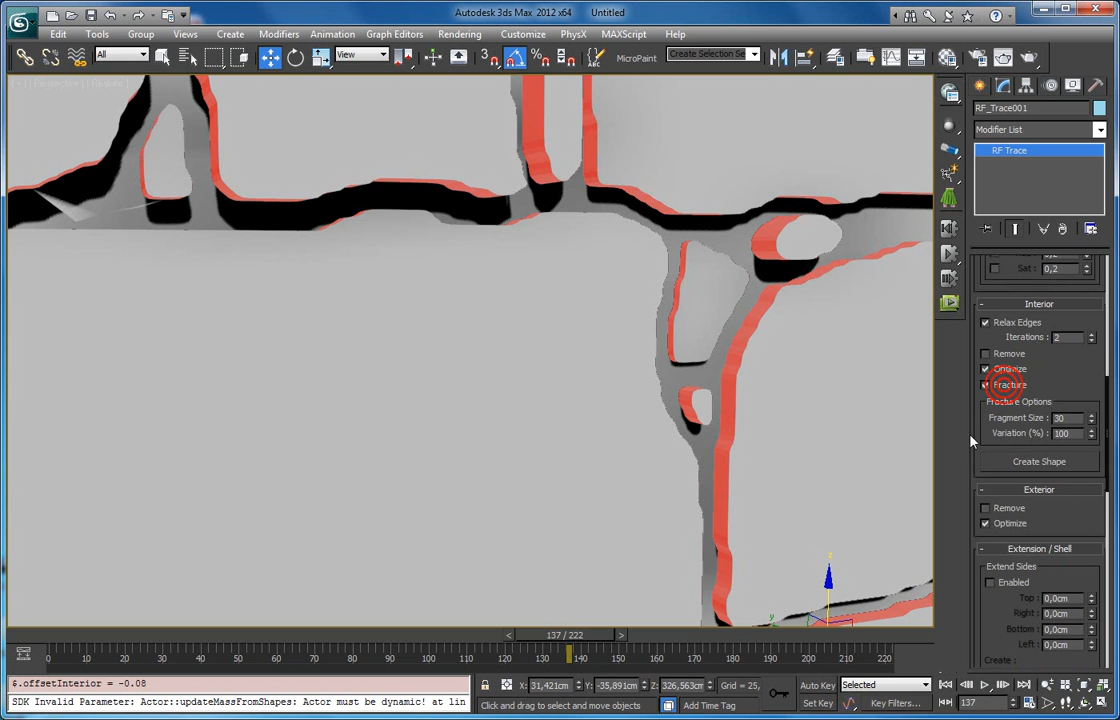 Autodesk 3ds Max 2012 x64 Untitled
Edit Tools Group Views Create Modifiers Animation Graph Editors Rendering Customize PhysX MAXScript Help
All View 3 MicroPaint Create Selection Se
RF_Trace001
Modifier List
RF Trace
Sat : 0,2
- Interior
Relax Edges
Iterations : 2
Remove
Optimize
Fracture
Fracture Options
Fragment Size : 30
Variation (%) : 100
Create Shape
- Exterior
Remove
Optimize
- Extension / Shell
Extend Sides
Enabled
Top : 0,0cm
Right : 0,0cm
Bottom : 0,0cm
Left : 0,0cm
Create :
z
y
< 137 / 222 >
0 10 20 30 40 50 60 70 80 90 100 110 120 130 140 150 160 170 180 190 200 210 220
$.offsetInterior = -0.08
SDK Invalid Parameter: Actor::updateMassFromShapes: Actor must be dynamic! at lin
X: 31,421cm Y: -35,891cm Z: 326,563cm Grid = 25,
Click and drag to select and move objects Add Time Tag
Auto Key Selected
Set Key Key Filters... 137